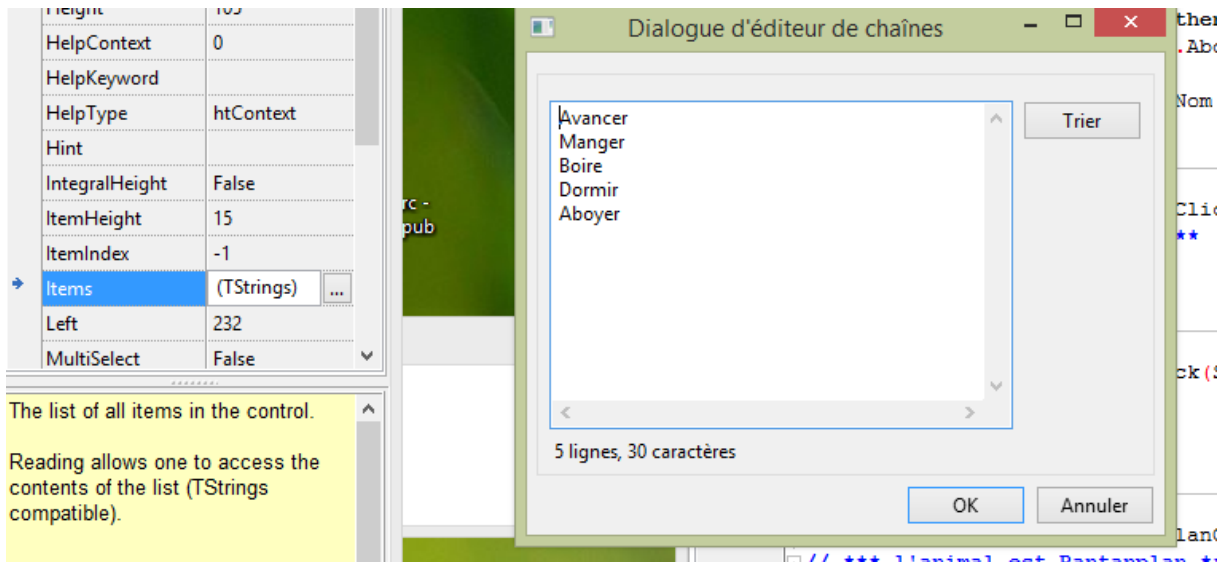 Height 105
HelpContext 0
HelpKeyword
HelpType htContext
Hint
IntegralHeight False
ItemHeight 15
ItemIndex -1
Items (TStrings) ...
Left 232
MultiSelect False
The list of all items in the control.
Reading allows one to access the
contents of the list (TStrings
compatible).
rc -
pub
Dialogue d'éditeur de chaînes
Avancer
Manger
Boire
Dormir
Aboyer
Trier
5 lignes, 30 caractères
OK Annuler
.Abo
Nom
Clic
**
ck(S
// *** l'animal est Rantanplan *